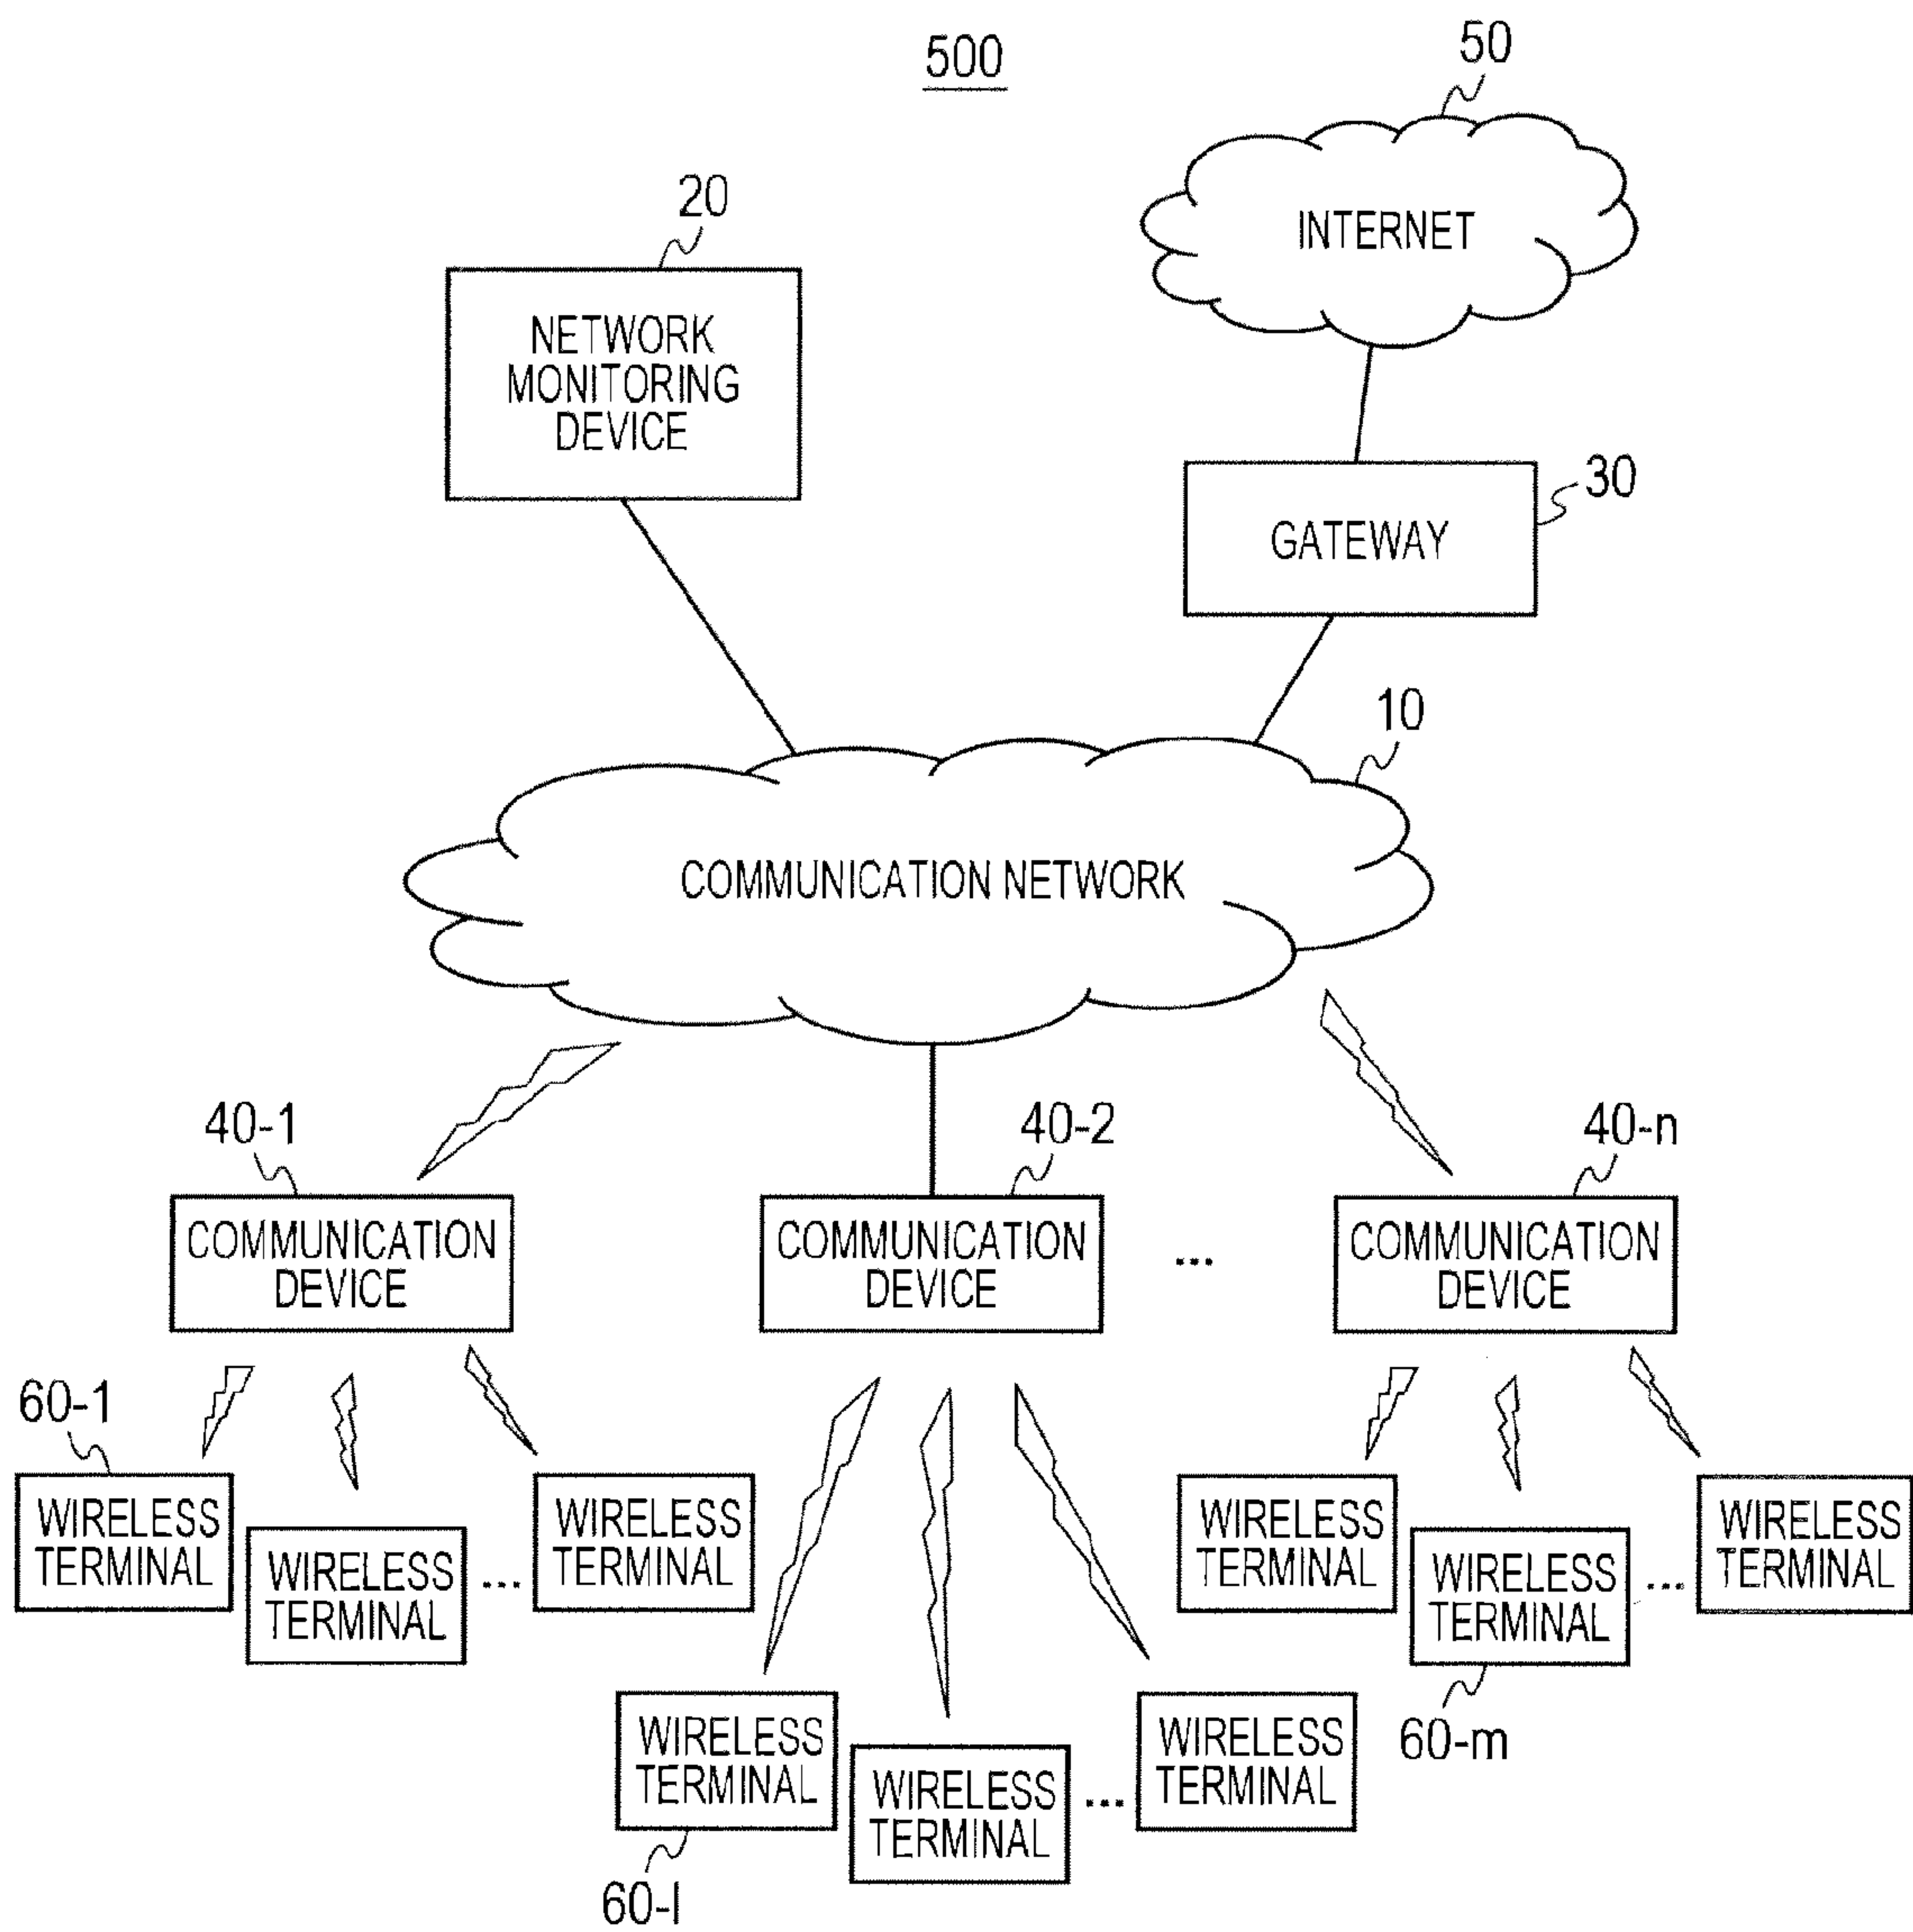 500
50
INTERNET
20
NETWORK
MONITORING
DEVICE
30
GATEWAY
10
COMMUNICATION NETWORK
40-1
COMMUNICATION
DEVICE
40-2
COMMUNICATION
DEVICE
...
40-n
COMMUNICATION
DEVICE
60-1
WIRELESS
TERMINAL
WIRELESS
TERMINAL
...
WIRELESS
TERMINAL
60-l
WIRELESS
TERMINAL
WIRELESS
TERMINAL
...
WIRELESS
TERMINAL
WIRELESS
TERMINAL
60-m
WIRELESS
TERMINAL
...
WIRELESS
TERMINAL